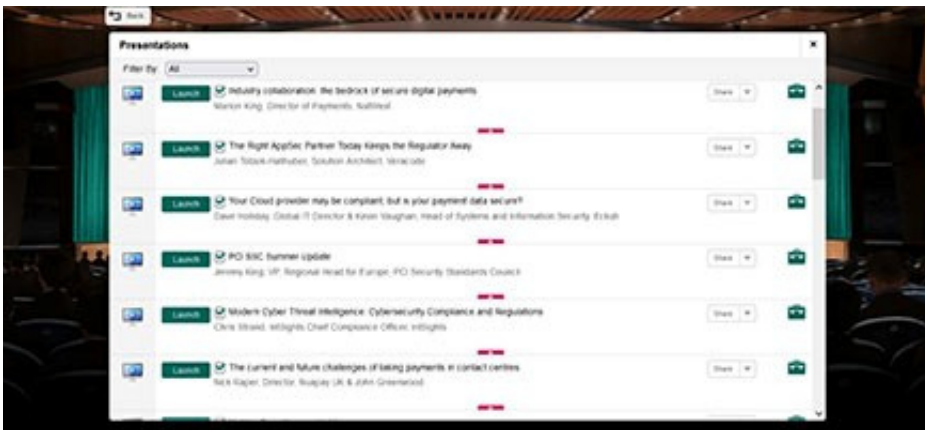 Back
Presentations
Filter By: All
Launch Industry collaboration: the bedrock of secure digital payments Share
Marion King, Director of Payments, NatWest
Launch The Right AppSec Partner Today Keeps the Regulator Away Share
Julian Totzek-Hallhuber, Solution Architect, Veracode
Launch Your Cloud provider may be compliant, but is your payment data secure? Share
Dave Holiday, Global IT Director & Kevin Vaughan, Head of Systems and Information Security, Eckoh
Launch PCI SSC Summer Update Share
Jeremy King, VP, Regional Head for Europe, PCI Security Standards Council
Launch Modern Cyber Threat Intelligence: Cybersecurity Compliance and Regulations Share
Chris Strand, IntSights Chief Compliance Officer, IntSights
Launch The current and future challenges of taking payments in contact centres Share
Nick Raper, Director, Nuapay UK & John Greenwood